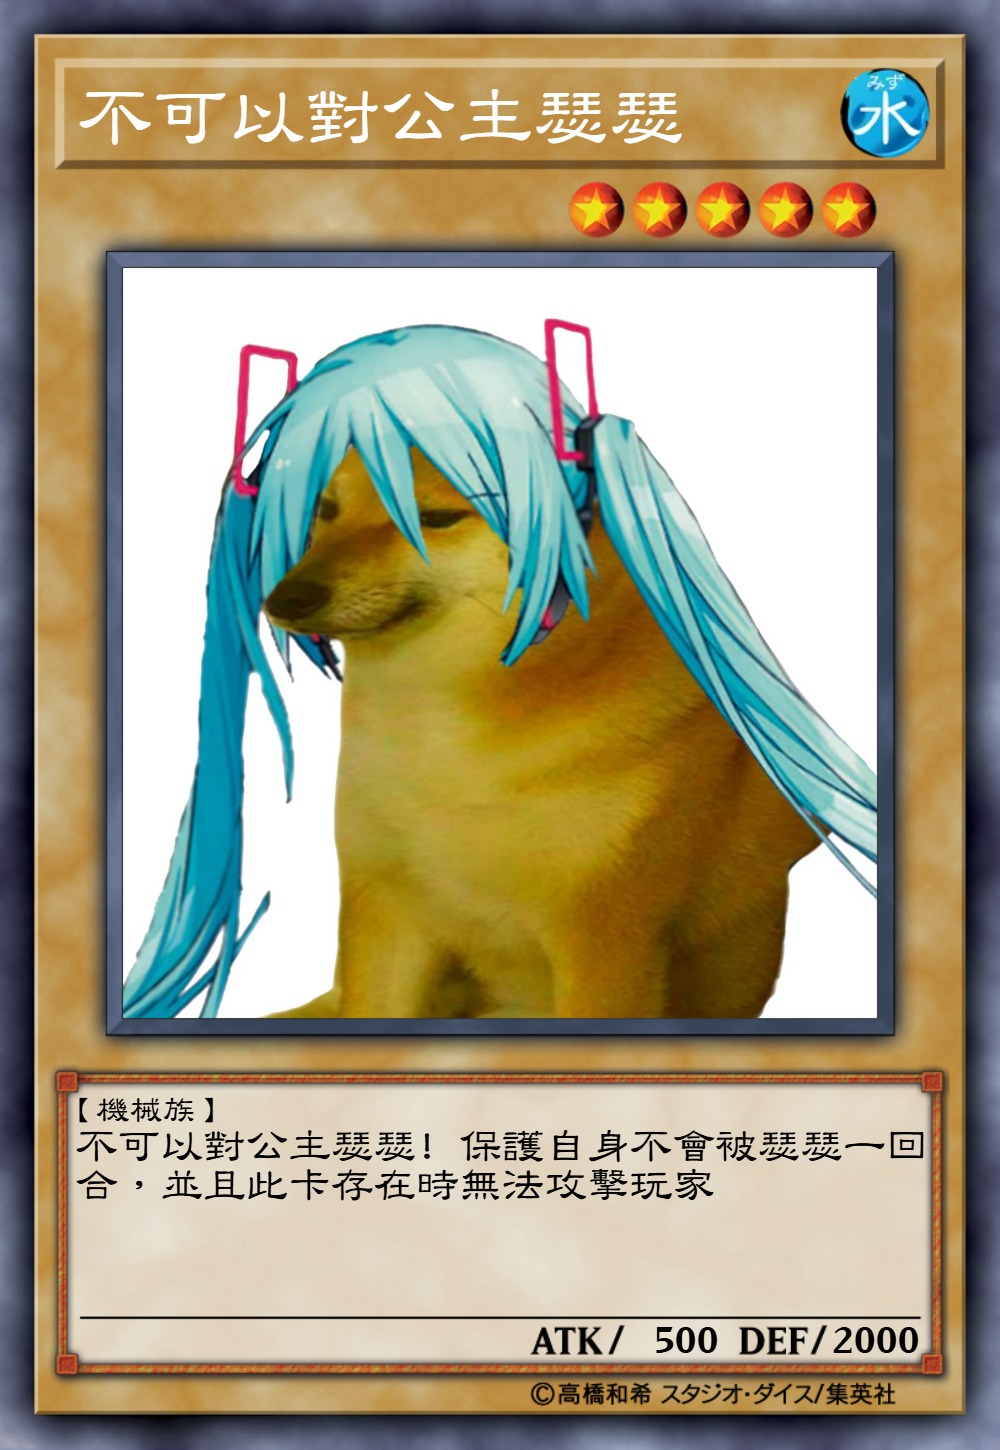 不可以對公主瑟瑟
みず
水
【機械族】
不可以對公主瑟瑟！保護自身不會被瑟瑟一回
合，並且此卡存在時無法攻擊玩家
ATK/ 500 DEF/2000
©高橋和希 スタジオ・ダイス/集英社